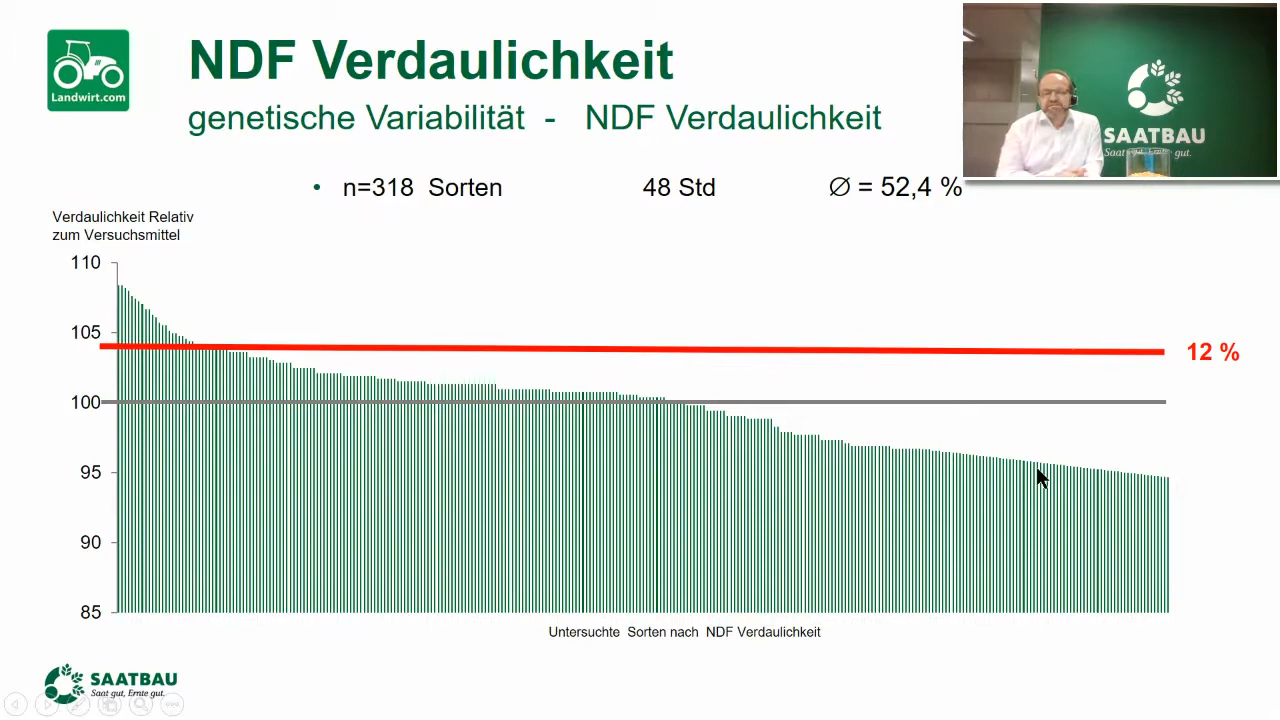 Landwirt.com
NDF Verdaulichkeit
genetische Variabilität - NDF Verdaulichkeit
• n=318 Sorten 48 Std ∅ = 52,4 %
SAATBAU
Saat gut, Ernte gut.
Verdaulichkeit Relativ
zum Versuchsmittel
110
105
12 %
100
95
90
85
Untersuchte Sorten nach NDF Verdaulichkeit
SAATBAU
Saat gut, Ernte gut.